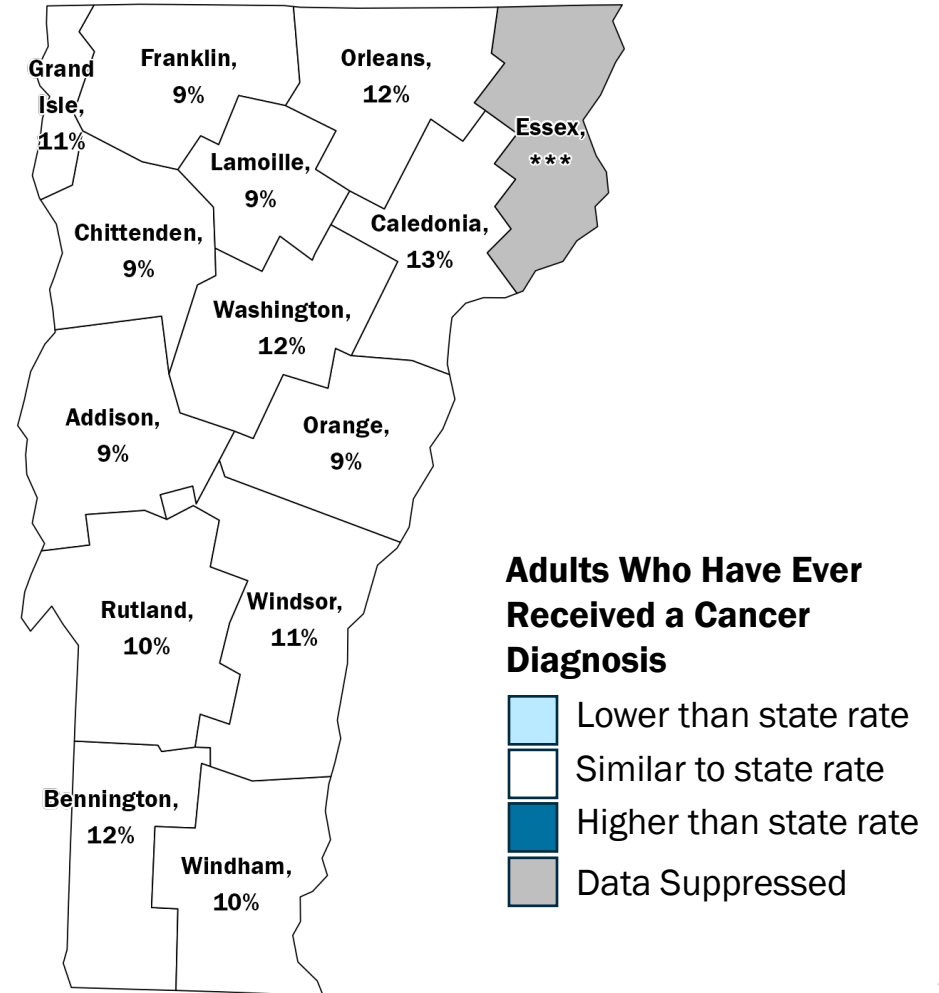 Grand
Isle,
11%
Franklin,
9%
Orleans,
12%
Essex,
***
Lamoille,
9%
Chittenden,
9%
Caledonia,
13%
Washington,
12%
Addison,
9%
Orange,
9%
Rutland,
10%
Windsor,
11%
Bennington,
12%
Windham,
10%
Adults Who Have Ever
Received a Cancer
Diagnosis
Lower than state rate
Similar to state rate
Higher than state rate
Data Suppressed